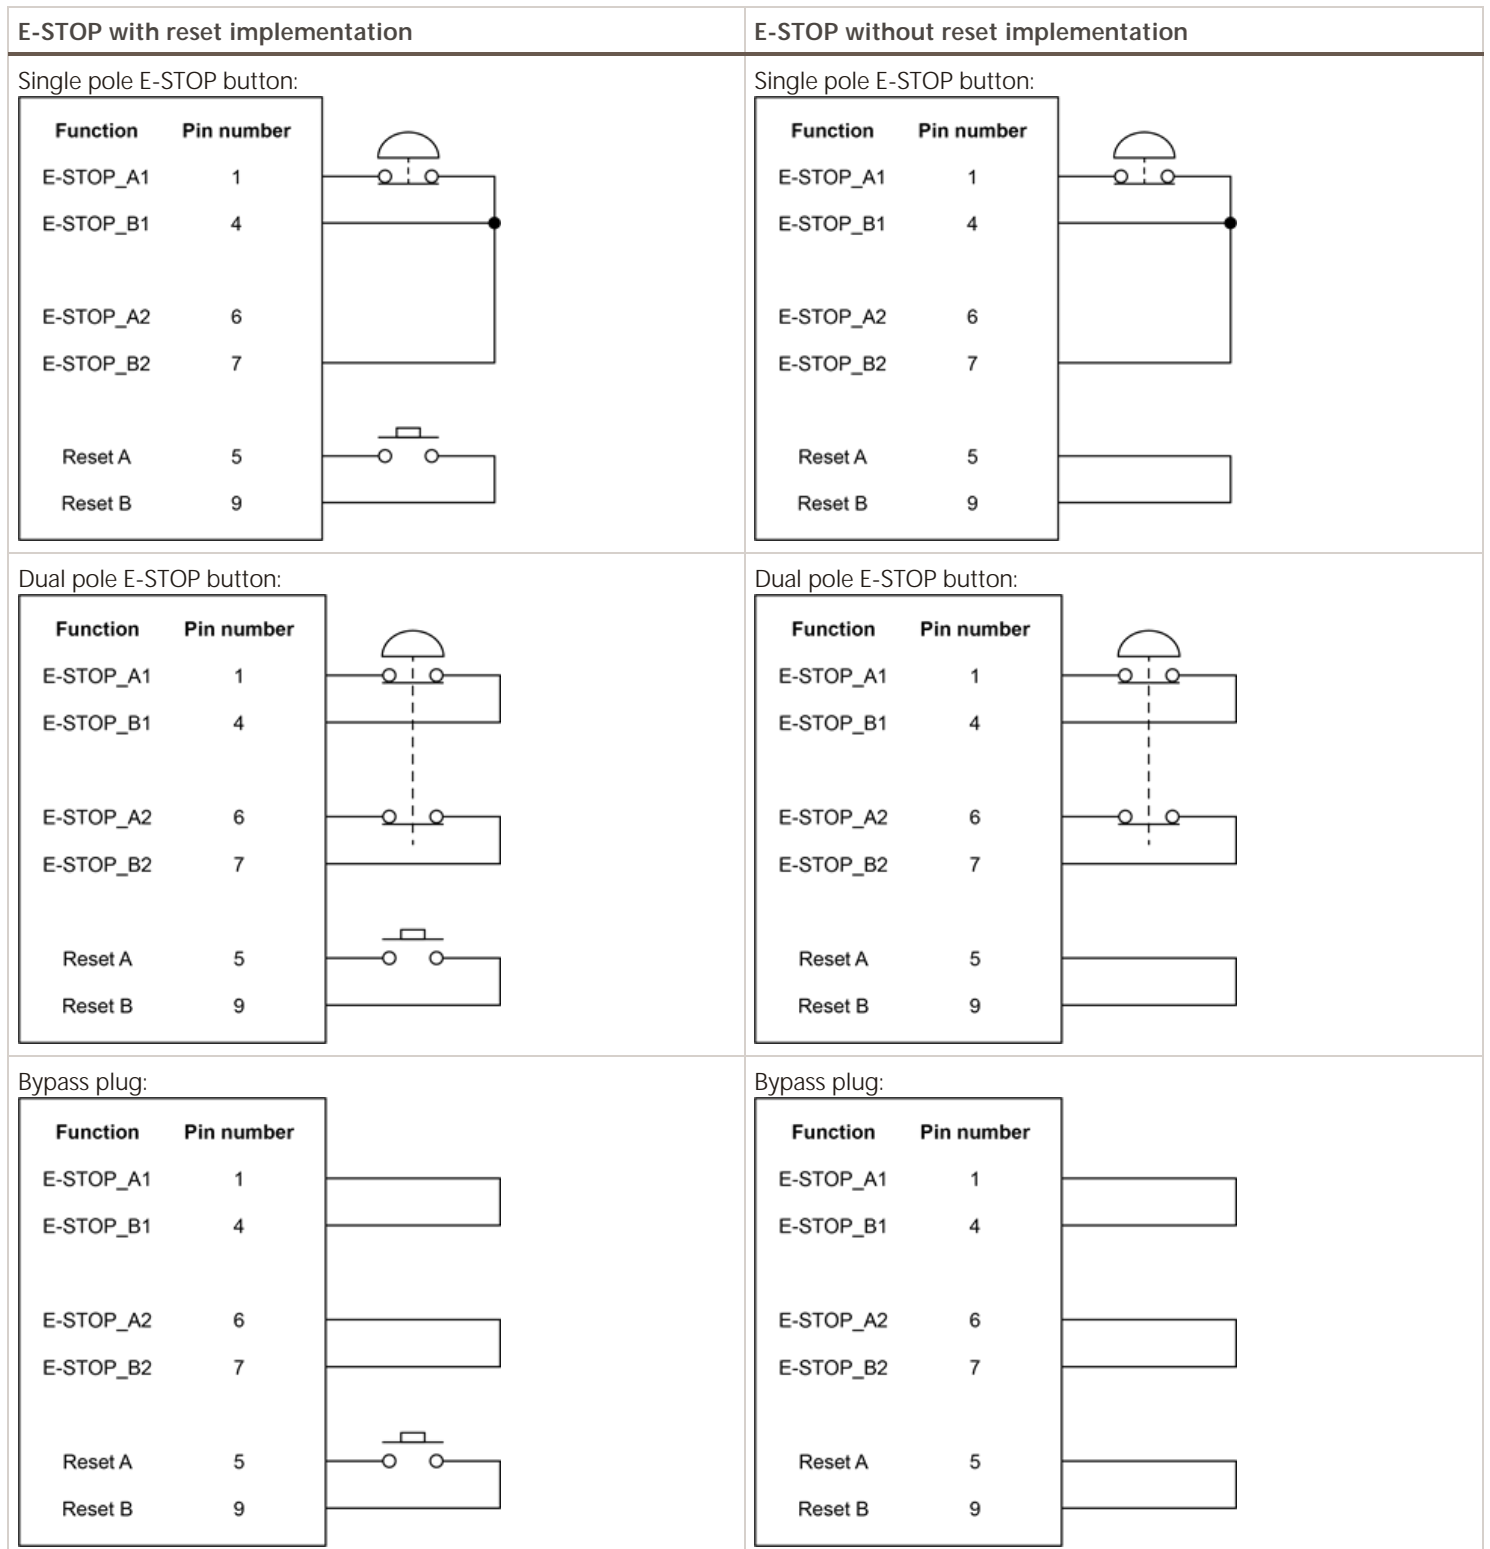 E-STOP with reset implementation
E-STOP without reset implementation
Single pole E-STOP button:
Function Pin number
E-STOP_A1 1
E-STOP_B1 4
E-STOP_A2 6
E-STOP_B2 7
Reset A 5
Reset B 9
Single pole E-STOP button:
Function Pin number
E-STOP_A1 1
E-STOP_B1 4
E-STOP_A2 6
E-STOP_B2 7
Reset A 5
Reset B 9
Dual pole E-STOP button:
Function Pin number
E-STOP_A1 1
E-STOP_B1 4
E-STOP_A2 6
E-STOP_B2 7
Reset A 5
Reset B 9
Dual pole E-STOP button:
Function Pin number
E-STOP_A1 1
E-STOP_B1 4
E-STOP_A2 6
E-STOP_B2 7
Reset A 5
Reset B 9
Bypass plug:
Function Pin number
E-STOP_A1 1
E-STOP_B1 4
E-STOP_A2 6
E-STOP_B2 7
Reset A 5
Reset B 9
Bypass plug:
Function Pin number
E-STOP_A1 1
E-STOP_B1 4
E-STOP_A2 6
E-STOP_B2 7
Reset A 5
Reset B 9